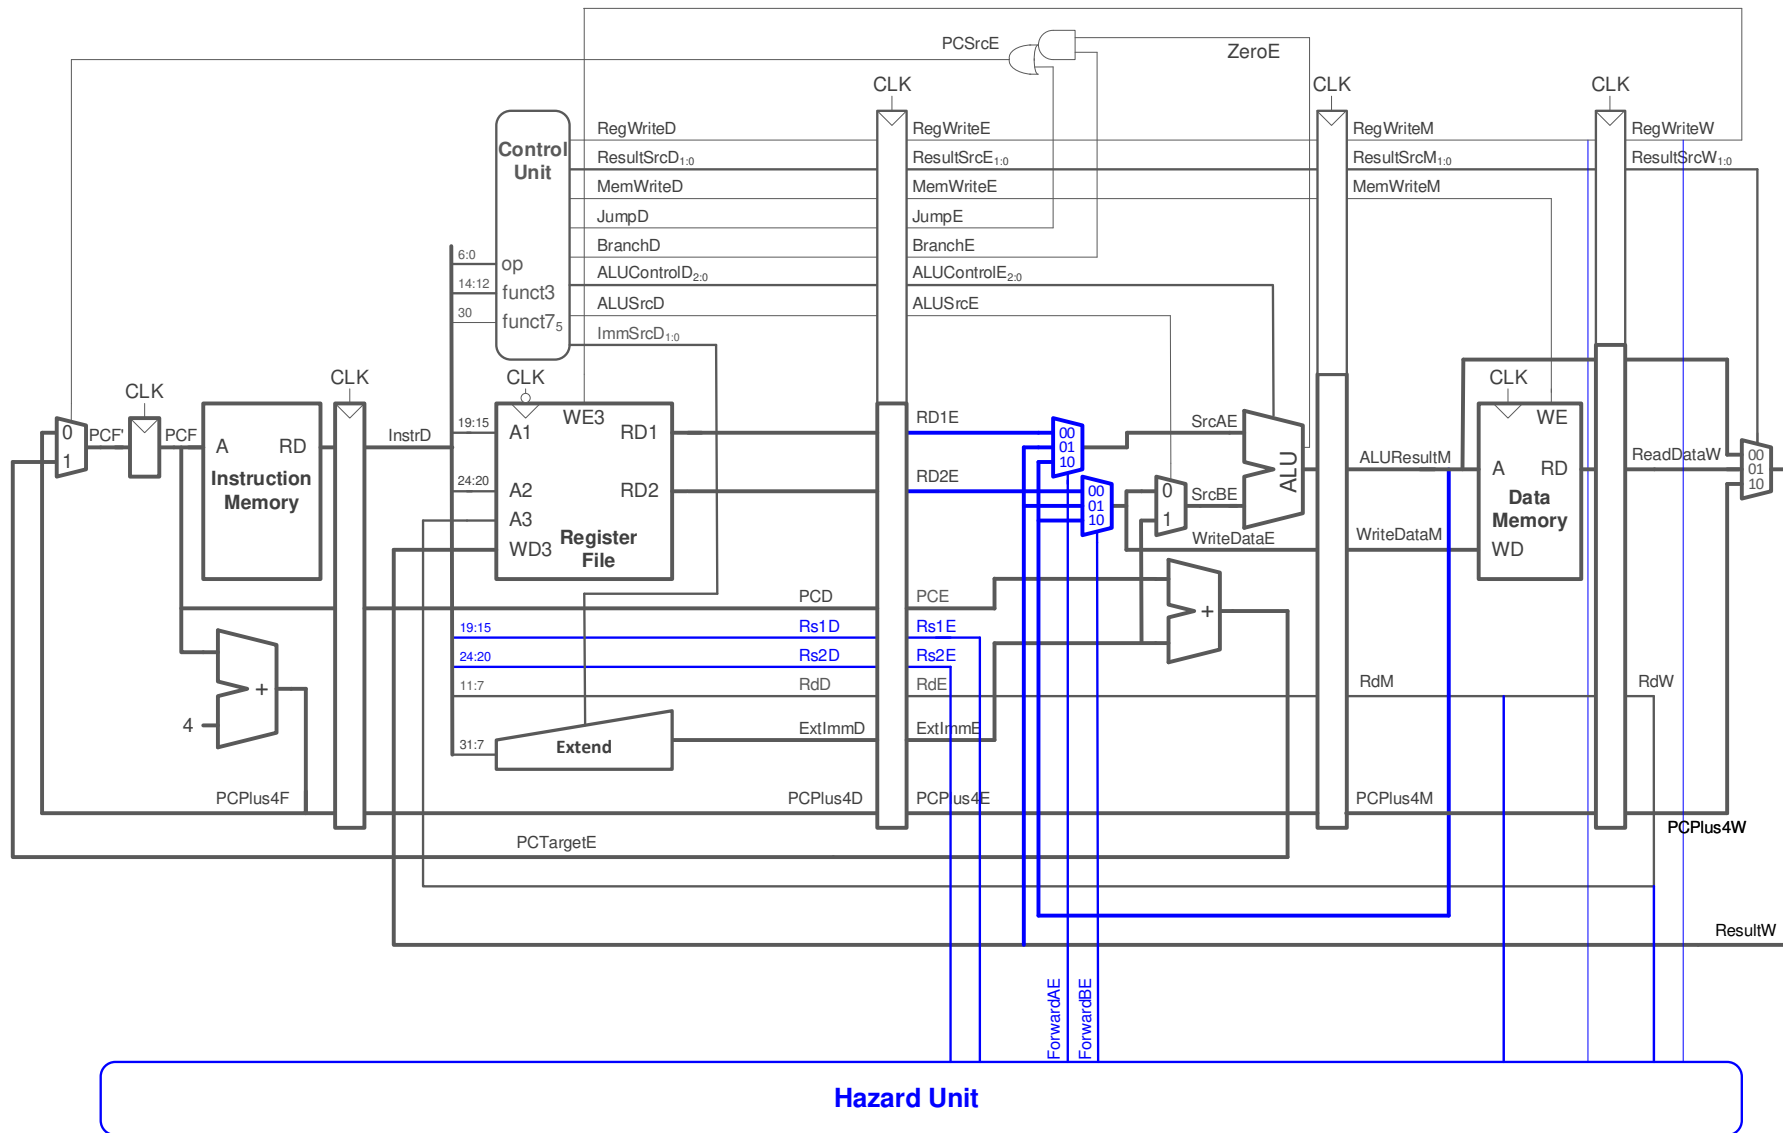 PCSrcE
ZeroE
CLK
CLK
CLK
RegWriteD
RegWriteE
RegWriteM
RegWriteW
Control
Unit
ResultSrcD1:0
ResultSrcE1:0
ResultSrcM1:0
ResultSrcW1:0
MemWriteD
MemWriteE
MemWriteM
JumpD
JumpE
BranchD
BranchE
6:0
op
ALUControlD2:0
ALUControlE2:0
14:12
funct3
ALUSrcD
ALUSrcE
30
funct75
ImmSrcD1:0
CLK
CLK
CLK
CLK
0
1
PCF'
PCF
A
RD
Instruction
Memory
InstrD
19:15
A1
WE3
RD1
RD1E
00
01
10
SrcAE
24:20
A2
RD2
RD2E
00
01
10
0
1
SrcBE
ALU
ALUResultM
A
RD
WE
Data
Memory
WD
ReadDataW
00
01
10
A3
WD3
Register
File
WriteDataE
WriteDataM
PCD
PCE
+
19:15
Rs1D
Rs1E
24:20
Rs2D
Rs2E
11:7
RdD
RdE
RdM
RdW
+
4
31:7
Extend
ExtImmD
ExtImmE
PCPlus4F
PCPlus4D
PCPlus4E
PCPlus4M
PCPlus4W
PCTargetE
ResultW
ForwardAE
ForwardBE
Hazard Unit